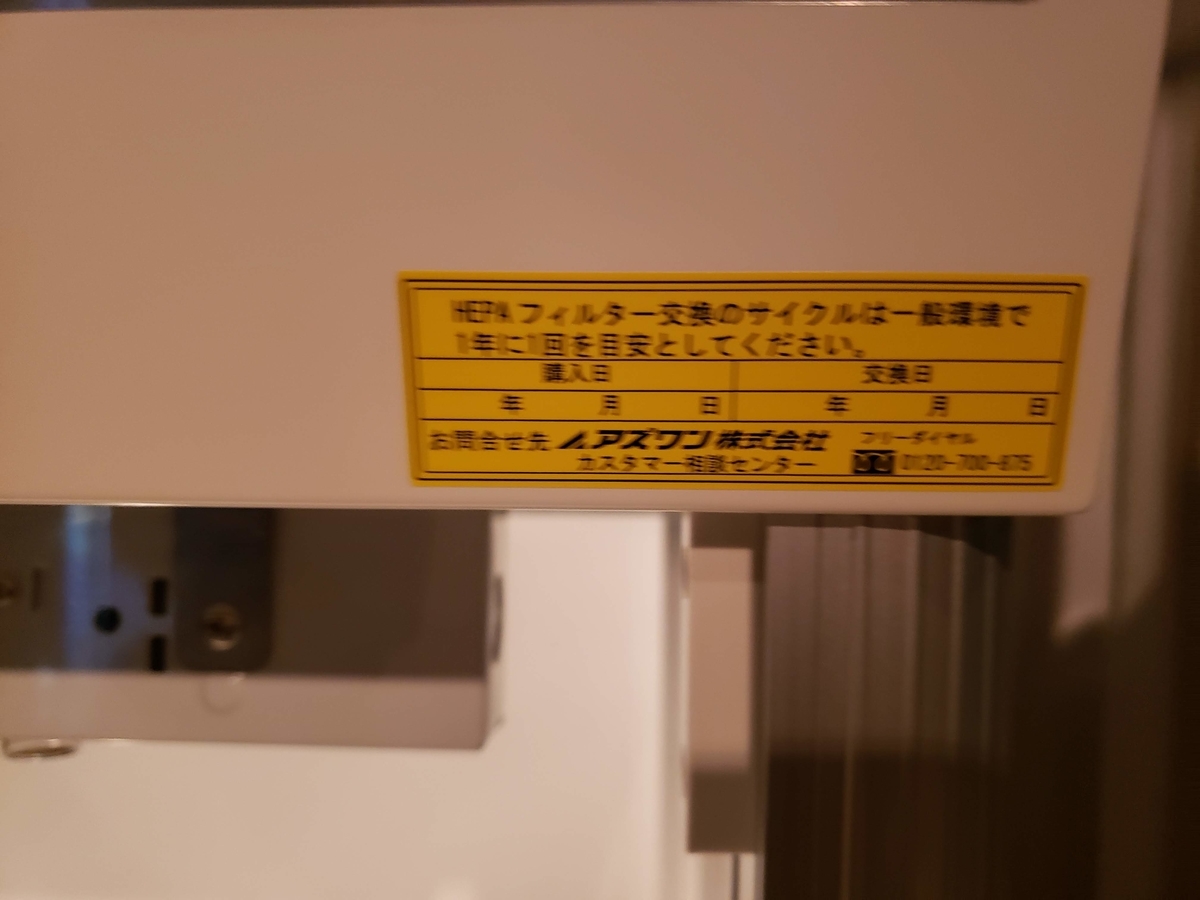 HEPAフィルター交換のサイクルは一般環境で
1年に1回を目安としてください。
購入日 交換日
年 月 日 年 月 日
お問合せ先 アズワン株式会社 フリーダイヤル
カスタマー相談センター 0120-700-875